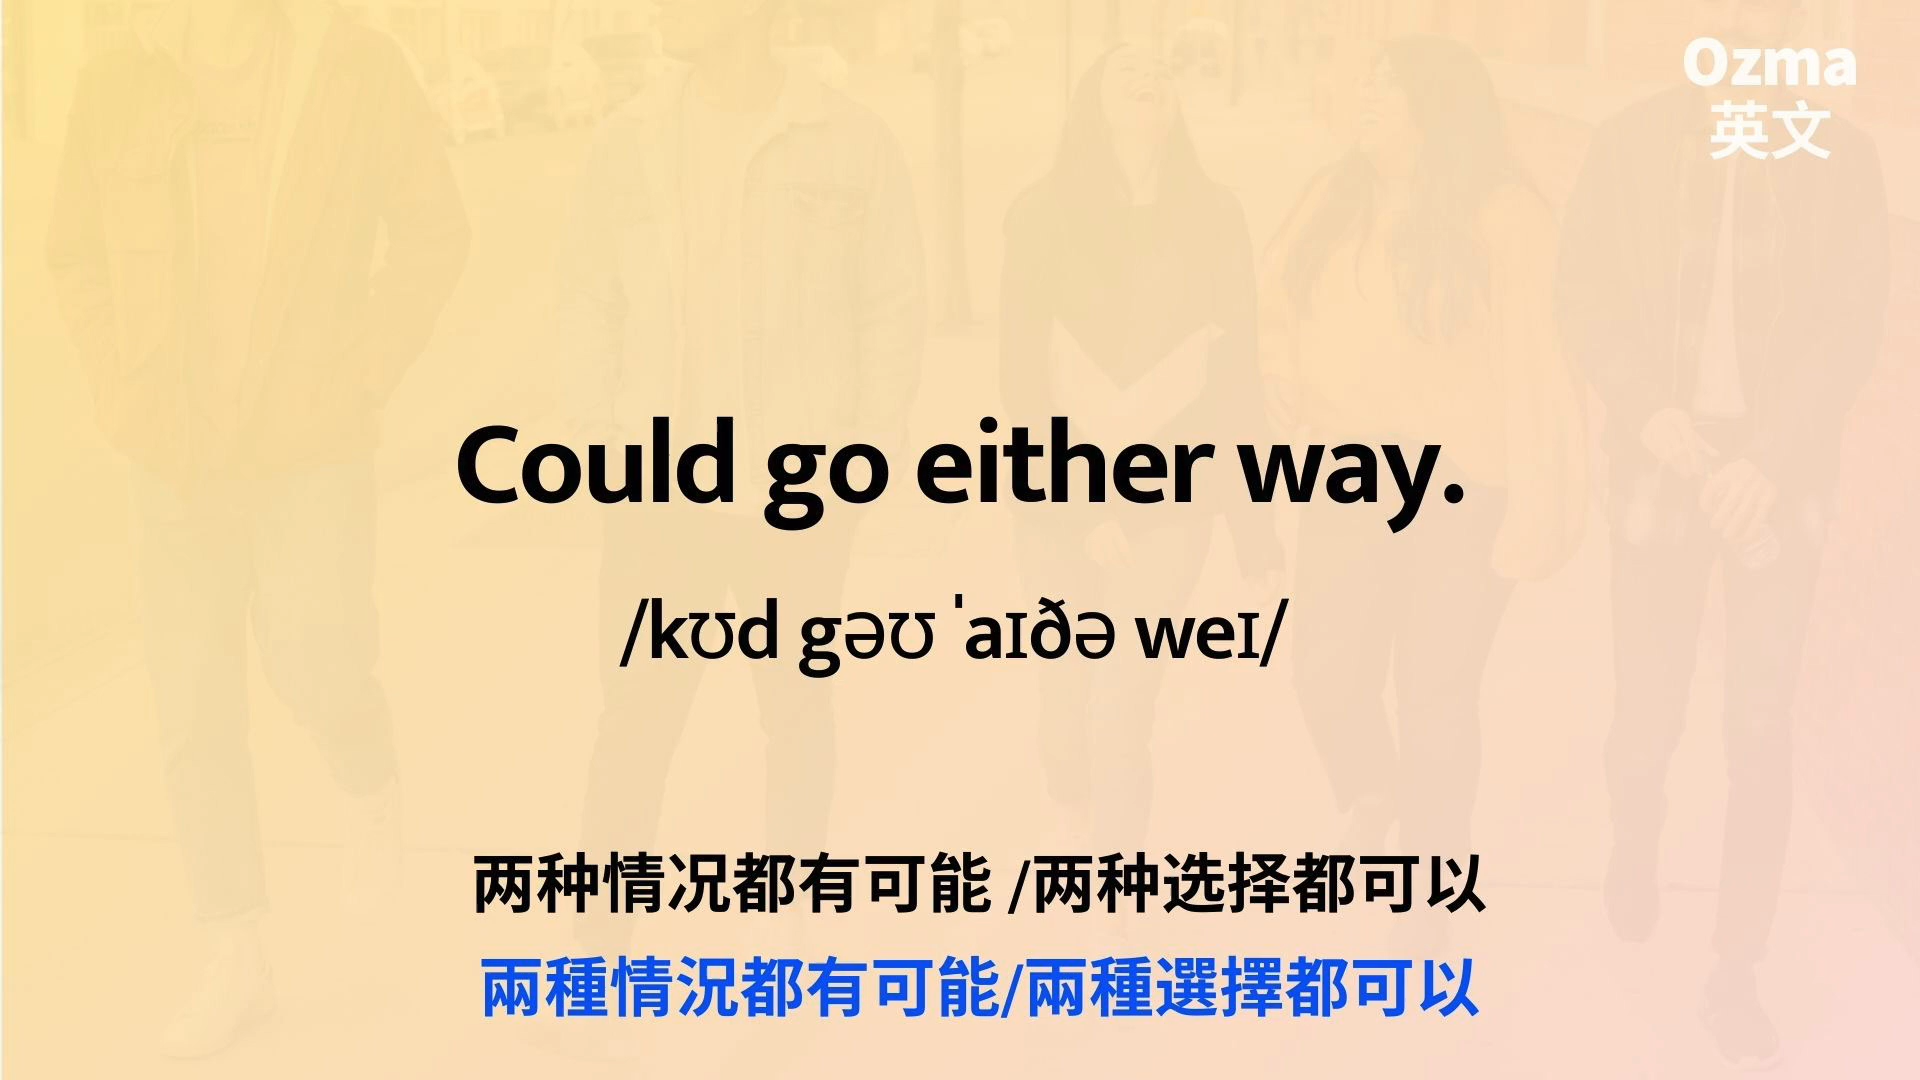 Ozma
英文
Could go either way.
/kʊd gəʊ ˈaɪðə weɪ/
两种情况都有可能 /两种选择都可以
兩種情況都有可能/兩種選擇都可以